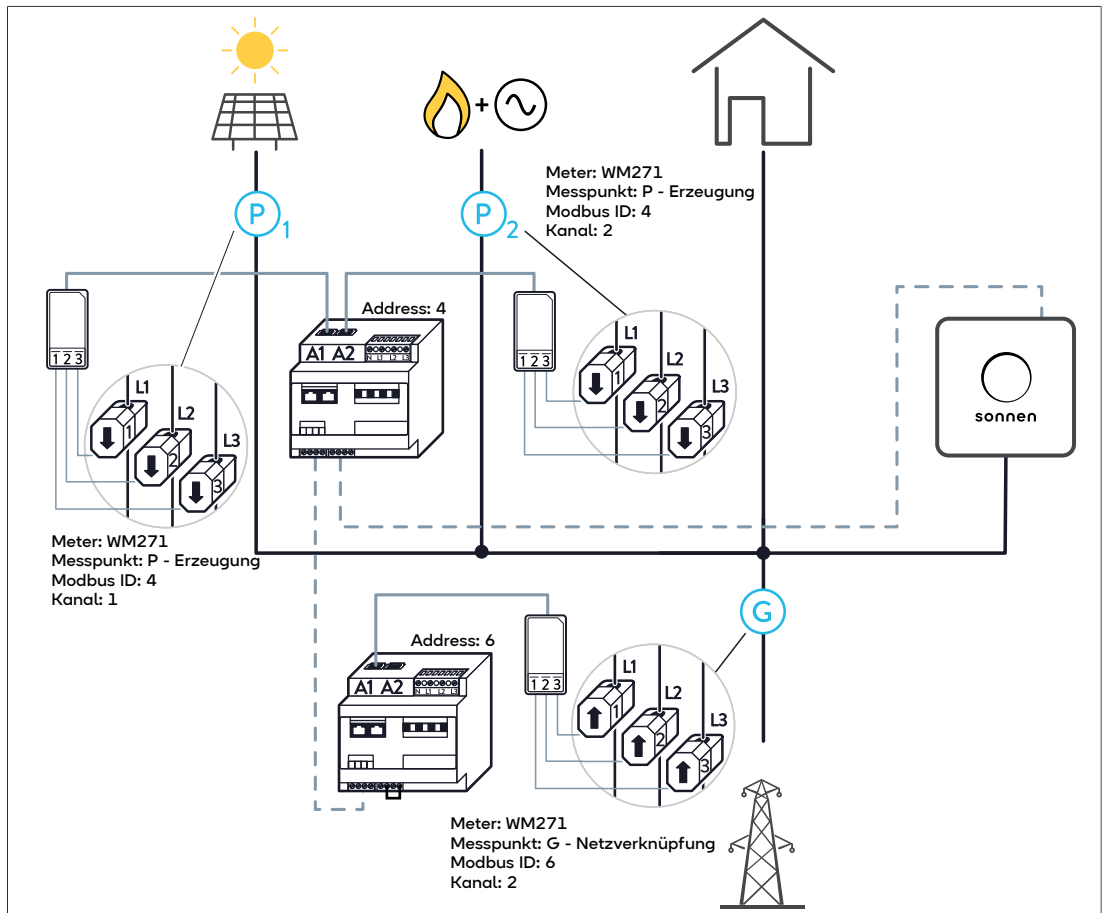 +
Meter: WM271
Messpunkt: P - Erzeugung
Modbus ID: 4
Kanal: 2
P1
P2
Address: 4
A1 A2
N L1 L2 L3
1 2 3
1 2 3
L1
L2
L3
1
2
3
L1
L2
L3
1
2
3
sonnen
Meter: WM271
Messpunkt: P - Erzeugung
Modbus ID: 4
Kanal: 1
G
Address: 6
A1 A2
N L1 L2 L3
1 2 3
L1
L2
L3
1
2
3
Meter: WM271
Messpunkt: G - Netzverknüpfung
Modbus ID: 6
Kanal: 2